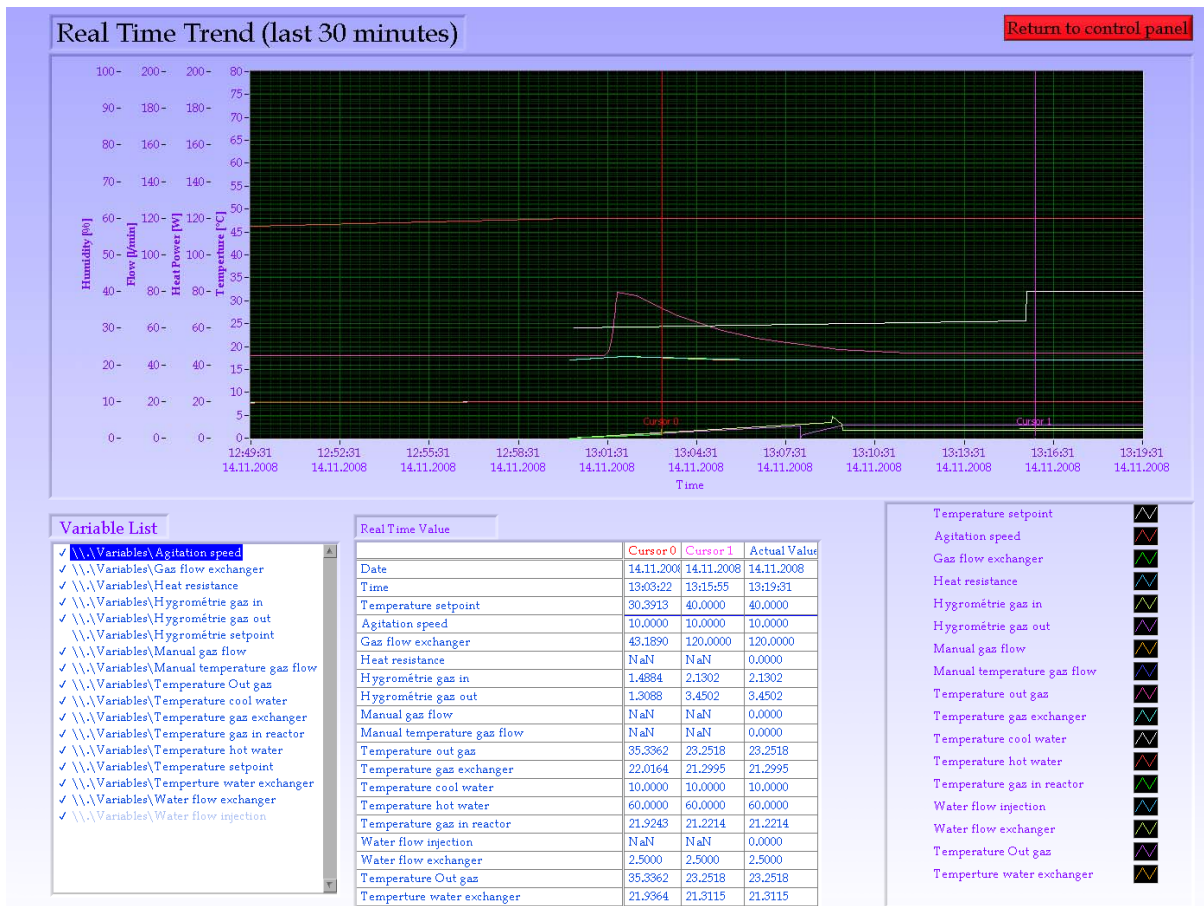 Real Time Trend (last 30 minutes)
Return to control panel
100 200 200 80
75
90 180 180 70
65
80 160 160 60
55
70 140 140
50
60 120 120 45
50 100 100 40
35
40 80 80 30
30 60 60 25
20
20 40 40 15
10 20 20 10
5
0 0 0 0
Humidity [%]
Flow [l/min]
Heat Power [W]
Temperture [°C]
Cursor 0
Cursor 1
12:49:31 12:52:31 12:55:31 12:58:31 13:01:31 13:04:31 13:07:31 13:10:31 13:13:31 13:16:31 13:19:31
14.11.2008 14.11.2008 14.11.2008 14.11.2008 14.11.2008 14.11.2008 14.11.2008 14.11.2008 14.11.2008 14.11.2008 14.11.2008
Time
Variable List
\\.\Variables\Agitation speed
\\.\Variables\Gaz flow exchanger
\\.\Variables\Heat resistance
\\.\Variables\Hygrométrie gaz in
\\.\Variables\Hygrométrie gaz out
\\.\Variables\Hygrométrie setpoint
\\.\Variables\Manual gaz flow
\\.\Variables\Manual temperature gaz flow
\\.\Variables\Temperature Out gaz
\\.\Variables\Temperature cool water
\\.\Variables\Temperature gaz exchanger
\\.\Variables\Temperature gaz in reactor
\\.\Variables\Temperature hot water
\\.\Variables\Temperature setpoint
\\.\Variables\Temperture water exchanger
\\.\Variables\Water flow exchanger
\\.\Variables\Water flow injection
Real Time Value
Cursor 0 Cursor 1 Actual Value
Date 14.11.2008 14.11.2008 14.11.2008
Time 13:03:22 13:15:55 13:19:31
Temperature setpoint 30.3913 40.0000 40.0000
Agitation speed 10.0000 10.0000 10.0000
Gaz flow exchanger 43.1890 120.0000 120.0000
Heat resistance NaN NaN 0.0000
Hygrométrie gaz in 1.4884 2.1302 2.1302
Hygrométrie gaz out 1.3088 3.4502 3.4502
Manual gaz flow NaN NaN 0.0000
Manual temperature gaz flow NaN NaN 0.0000
Temperature out gaz 35.3362 23.2518 23.2518
Temperature gaz exchanger 22.0164 21.2995 21.2995
Temperature cool water 10.0000 10.0000 10.0000
Temperature hot water 60.0000 60.0000 60.0000
Temperature gaz in reactor 21.9243 21.2214 21.2214
Water flow injection NaN NaN 0.0000
Water flow exchanger 2.5000 2.5000 2.5000
Temperature Out gaz 35.3362 23.2518 23.2518
Temperture water exchanger 21.9364 21.3115 21.3115
Temperature setpoint
Agitation speed
Gaz flow exchanger
Heat resistance
Hygrométrie gaz in
Hygrométrie gaz out
Manual gaz flow
Manual temperature gaz flow
Temperature out gaz
Temperature gaz exchanger
Temperature cool water
Temperature hot water
Temperature gaz in reactor
Water flow injection
Water flow exchanger
Temperature Out gaz
Temperture water exchanger